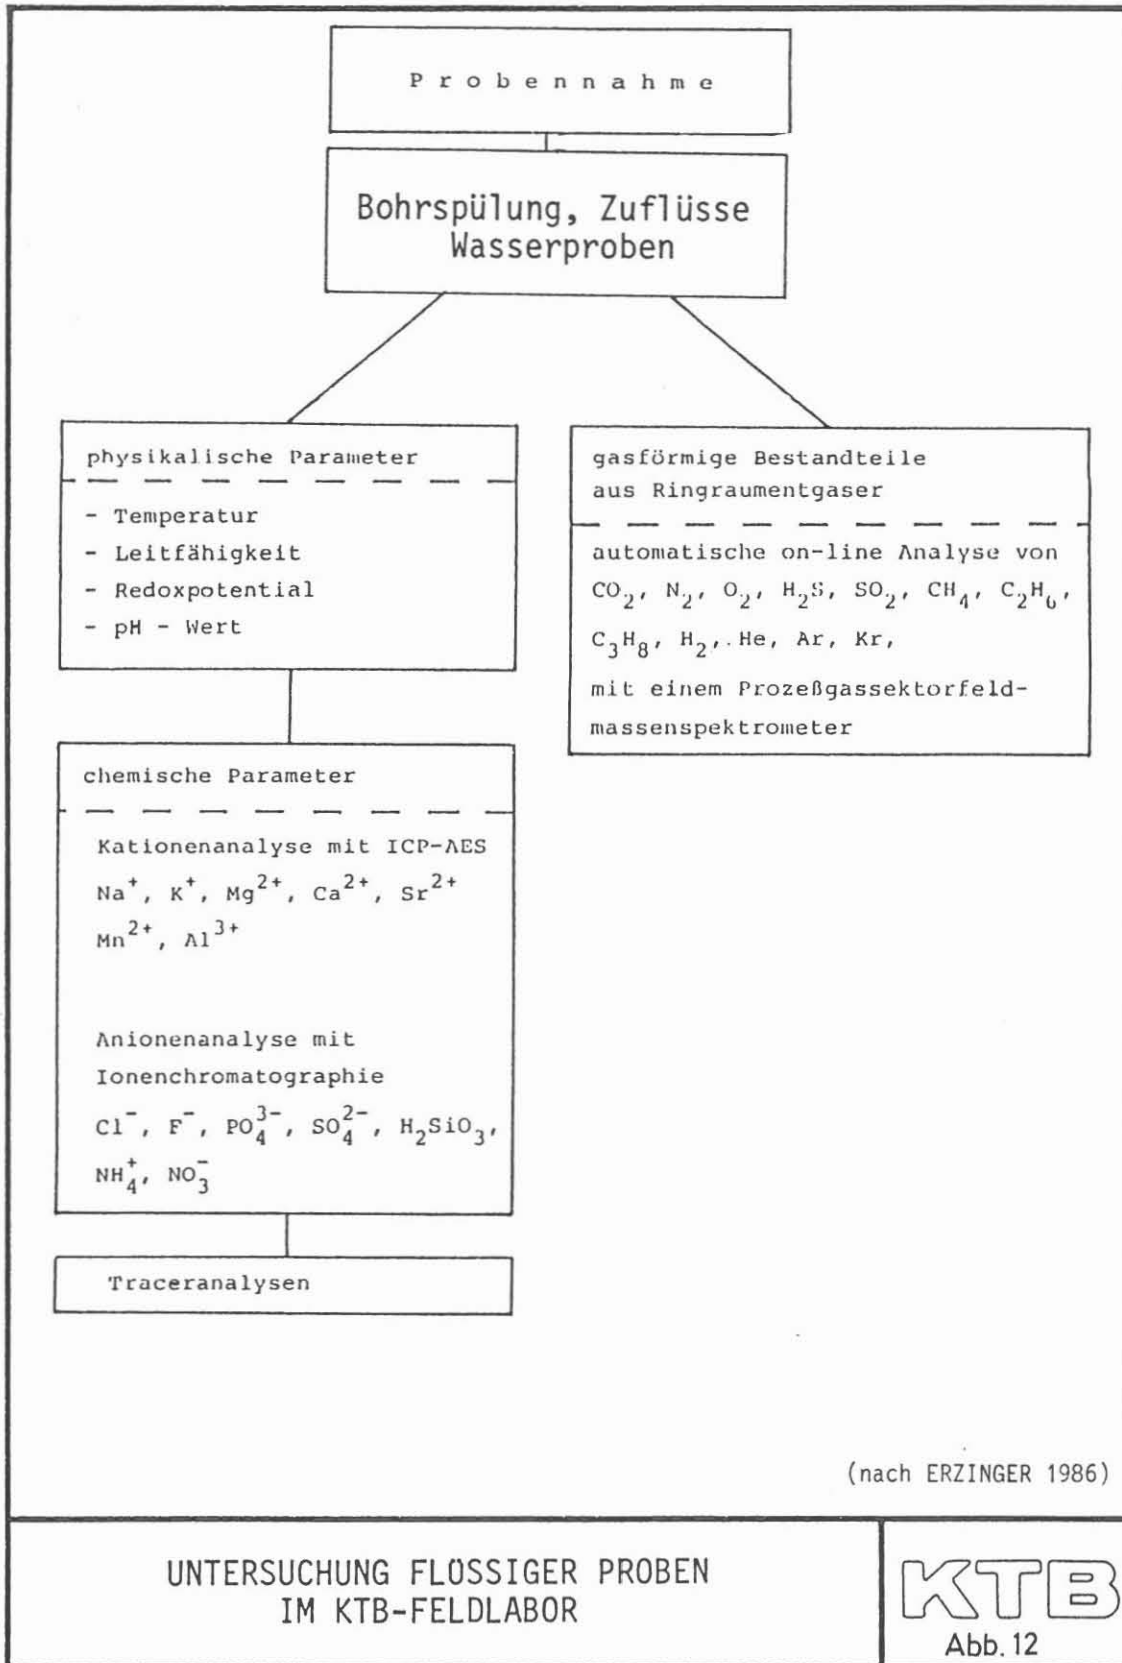 Probennahme
Bohrspülung, Zuflüsse
Wasserproben
physikalische Parameter
- Temperatur
- Leitfähigkeit
- Redoxpotential
- pH - Wert
chemische Parameter
Kationenanalyse mit ICP-AES
Na⁺, K⁺, Mg²⁺, Ca²⁺, Sr²⁺
Mn²⁺, Al³⁺
Anionenanalyse mit
Ionenchromatographie
Cl⁻, F⁻, PO₄³⁻, SO₄²⁻, H₂SiO₃,
NH₄⁺, NO₃⁻
Traceranalysen
gasförmige Bestandteile
aus Ringraumentgaser
automatische on-line Analyse von
CO₂, N₂, O₂, H₂S, SO₂, CH₄, C₂H₆,
C₃H₈, H₂, He, Ar, Kr,
mit einem Prozeßgassektorfeld-
massenspektrometer
(nach ERZINGER 1986)
UNTERSUCHUNG FLÜSSIGER PROBEN
IM KTB-FELDLABOR
KTB
Abb. 12